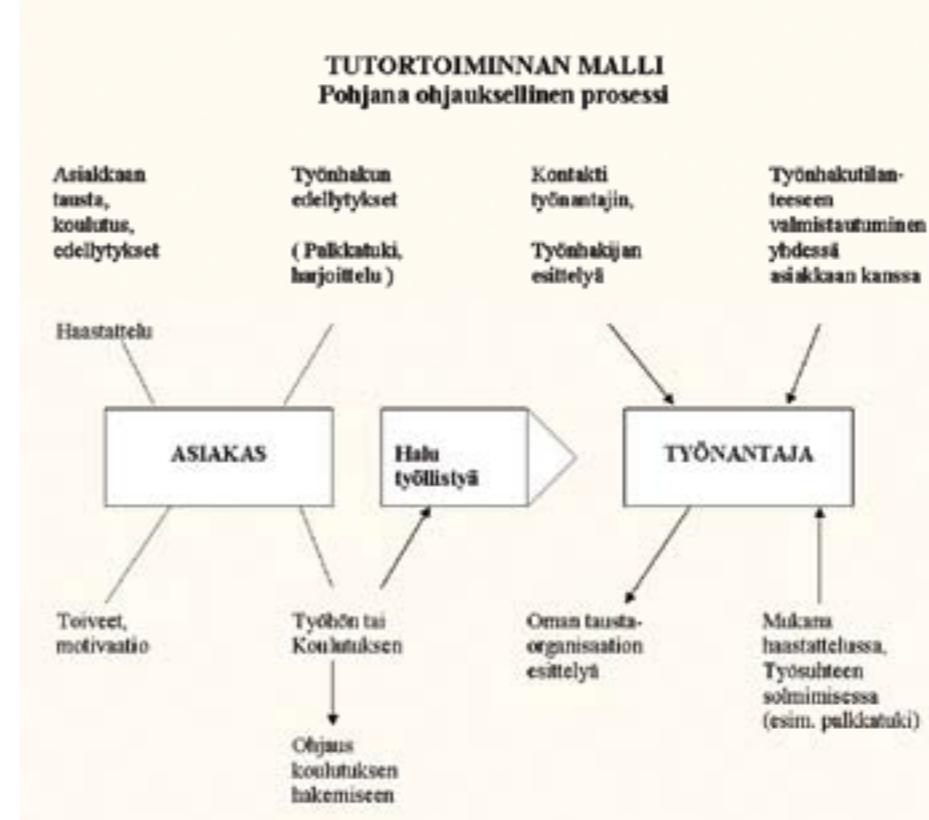 TUTORTOIMINNAN MALLI
Pohjana ohjauksellinen prosessi
Asiakkaan
tausta,
koulutus,
edellytykset
Haastattelu
Työnhakun
edellytykset
( Palkkatuki,
harjoittelu )
Kontakti
työnantajin,
Työnhakijan
esittelyä
Työnhakutilan-
teeseen
valmistautuminen
yhdessä
asiakkaan kanssa
ASIAKAS
Halu
työllistyä
TYÖNANTAJA
Toiveet,
motivaatio
Työhön tai
Koulutuksen
Ohjaus
koulutuksen
hakemiseen
Oman tausta-
organisaation
esittelyä
Mukana
haastattelussa,
Työsuhteen
solmimisessa
(esim. palkkatuki)